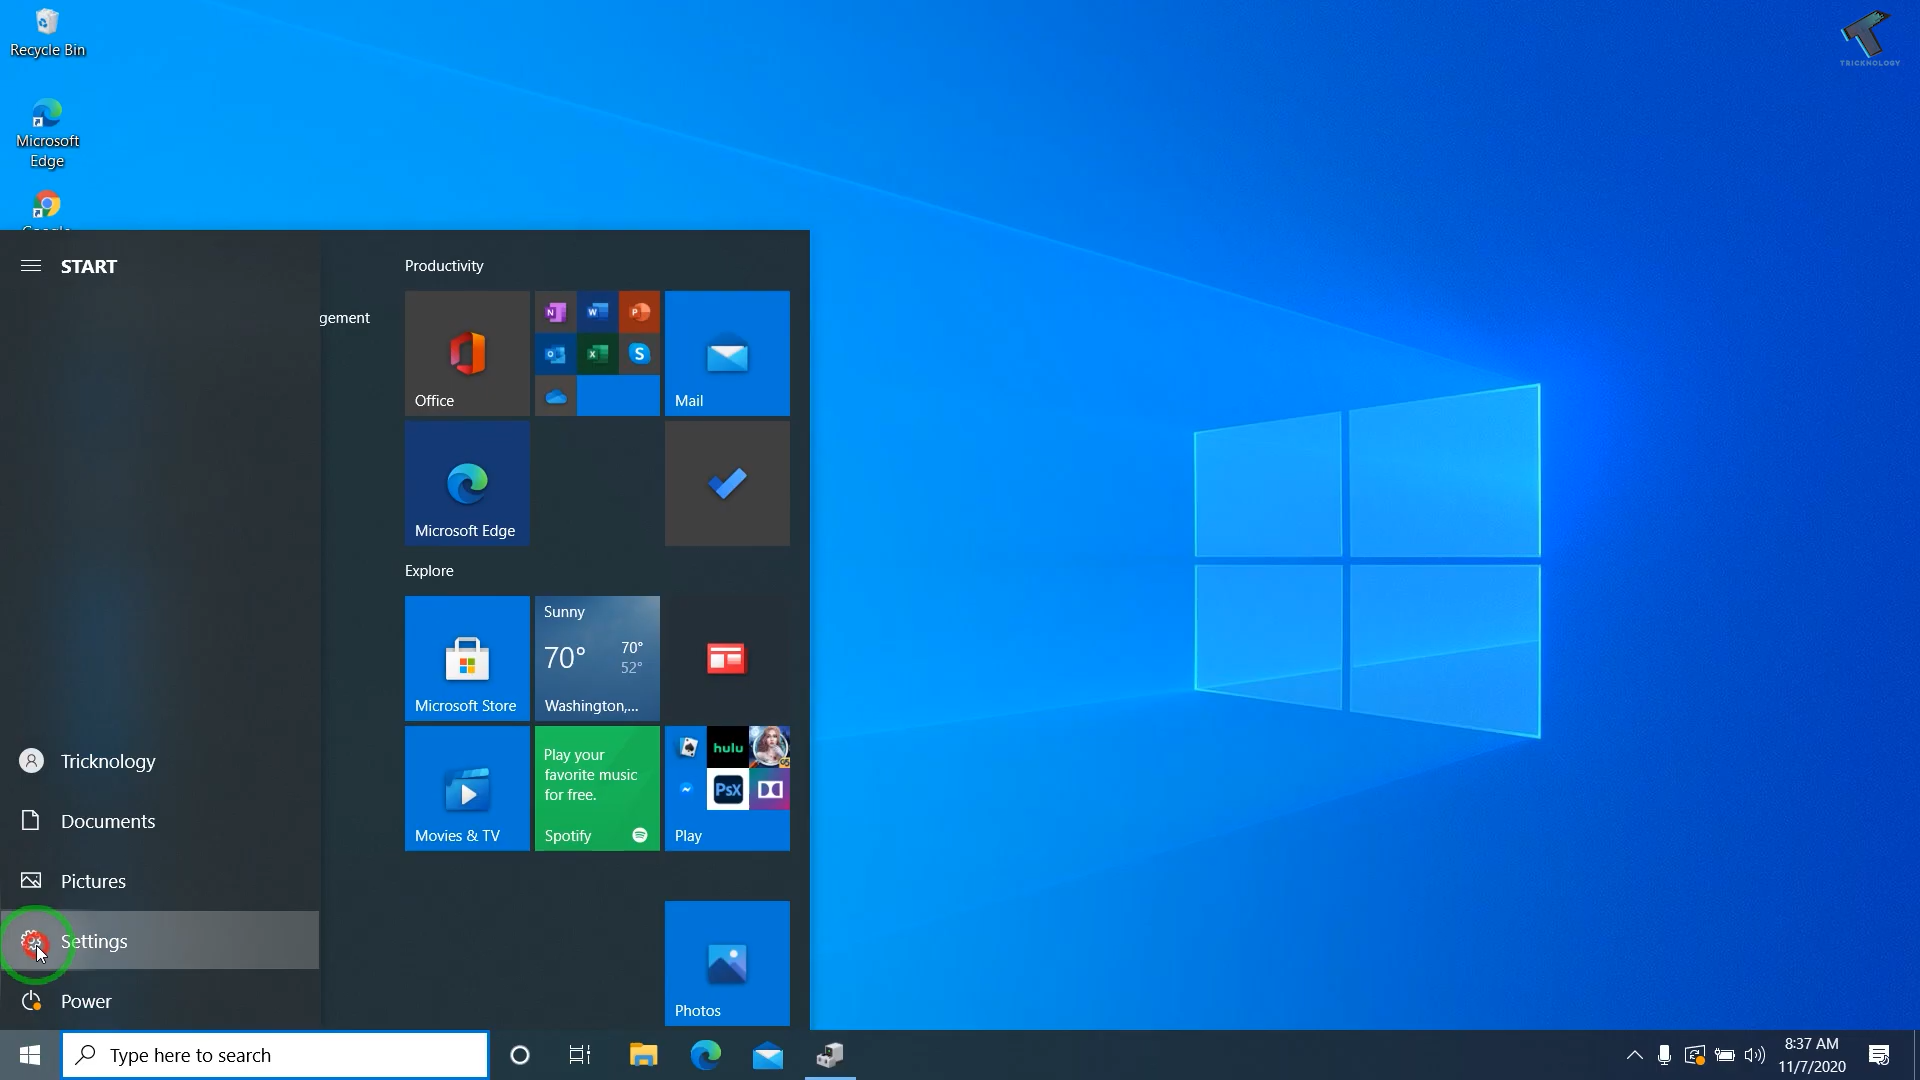 Recycle Bin
TRICKNOLOGY
Microsoft
Edge
START
gement
Productivity
Office
Mail
Microsoft Edge
Explore
Microsoft Store
Sunny
70°
70°
52°
Washington,...
Movies & TV
Play your
favorite music
for free.
Spotify
hulu
PsX
Play
Photos
Tricknology
Documents
Pictures
Settings
Power
Type here to search
8:37 AM
11/7/2020